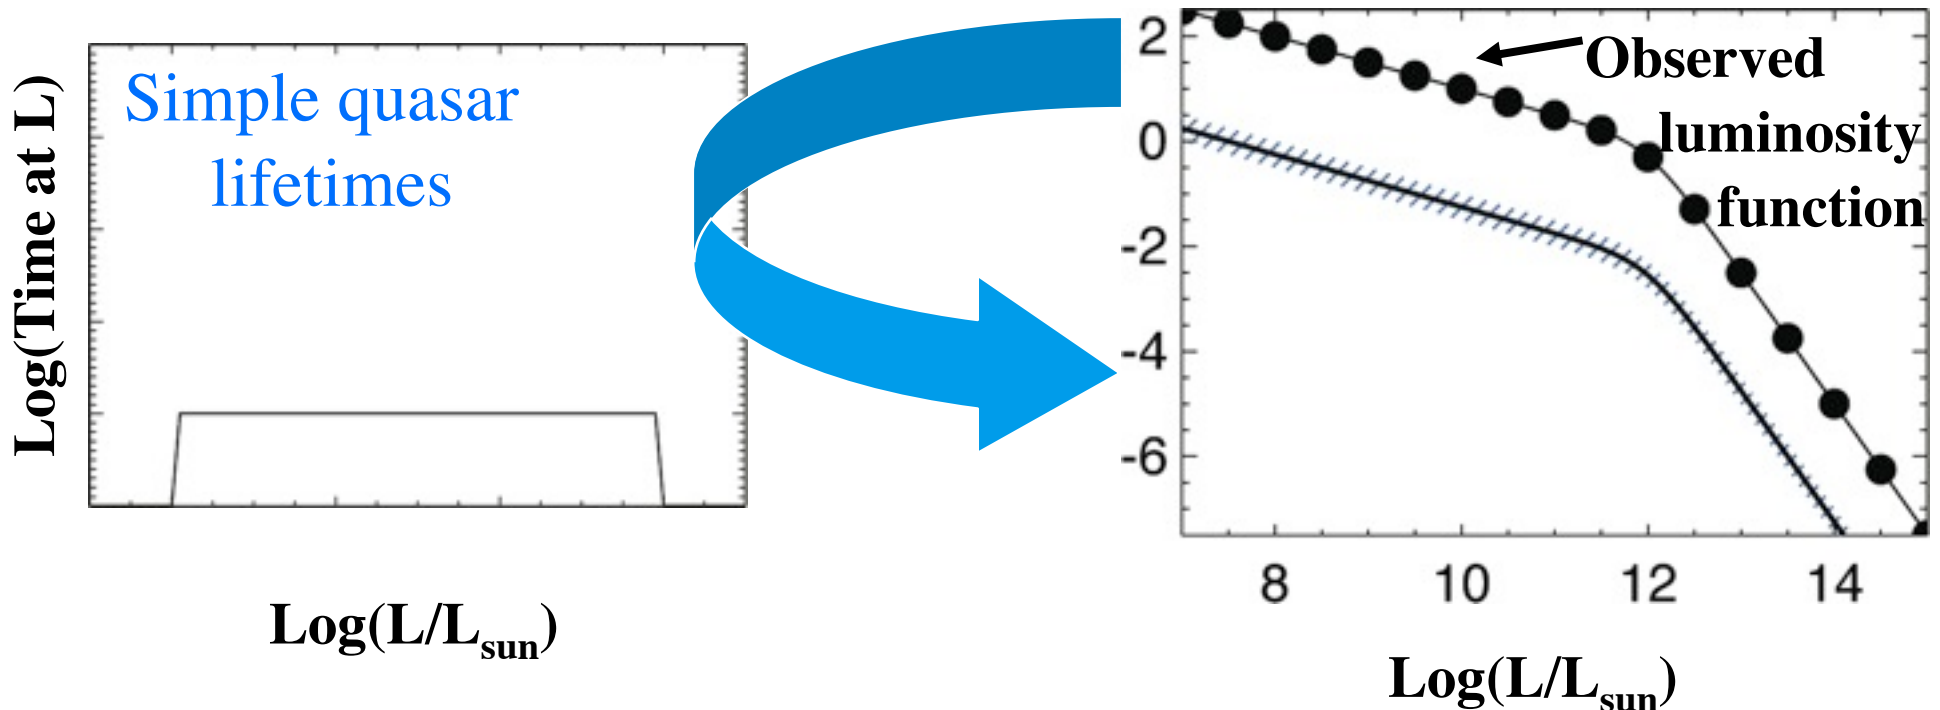 Simple quasar
lifetimes
Log(Time at L)
Log(L/Lsun)
Observed
luminosity
function
2
0
-2
-4
-6
8 10 12 14
Log(L/Lsun)